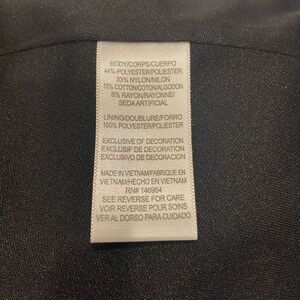 BODY/CORPS/CUERPO
44% POLYESTER/POLIESTER
33% NYLON/NILON
15% COTTON/COTON/ALGODON
8% RAYON/RAYONNE/
SEDA ARTIFICIAL
LINING/DOUBLURE/FORRO
100% POLYESTER/POLIESTER
EXCLUSIVE OF DECORATION
EXCLUSIF DE DECORATION
EXCLUSIVO DE DECORACION
MADE IN VIETNAM/FABRIQUE EN
VIETNAM/HECHO EN VIETNAM
RN# 146954
SEE REVERSE FOR CARE
VOIR REVERSE POUR SOINS
VER AL DORSO PARA CUIDADO